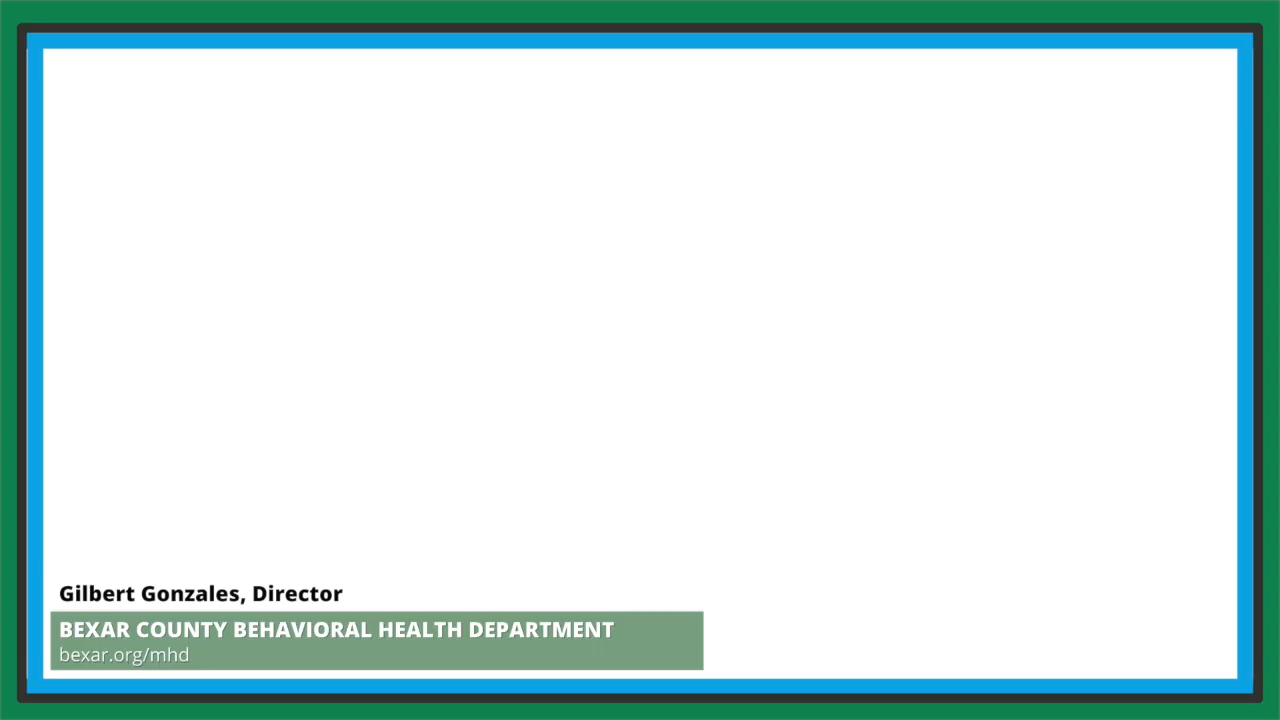 Gilbert Gonzales, Director
BEXAR COUNTY BEHAVIORAL HEALTH DEPARTMENT
bexar.org/mhd